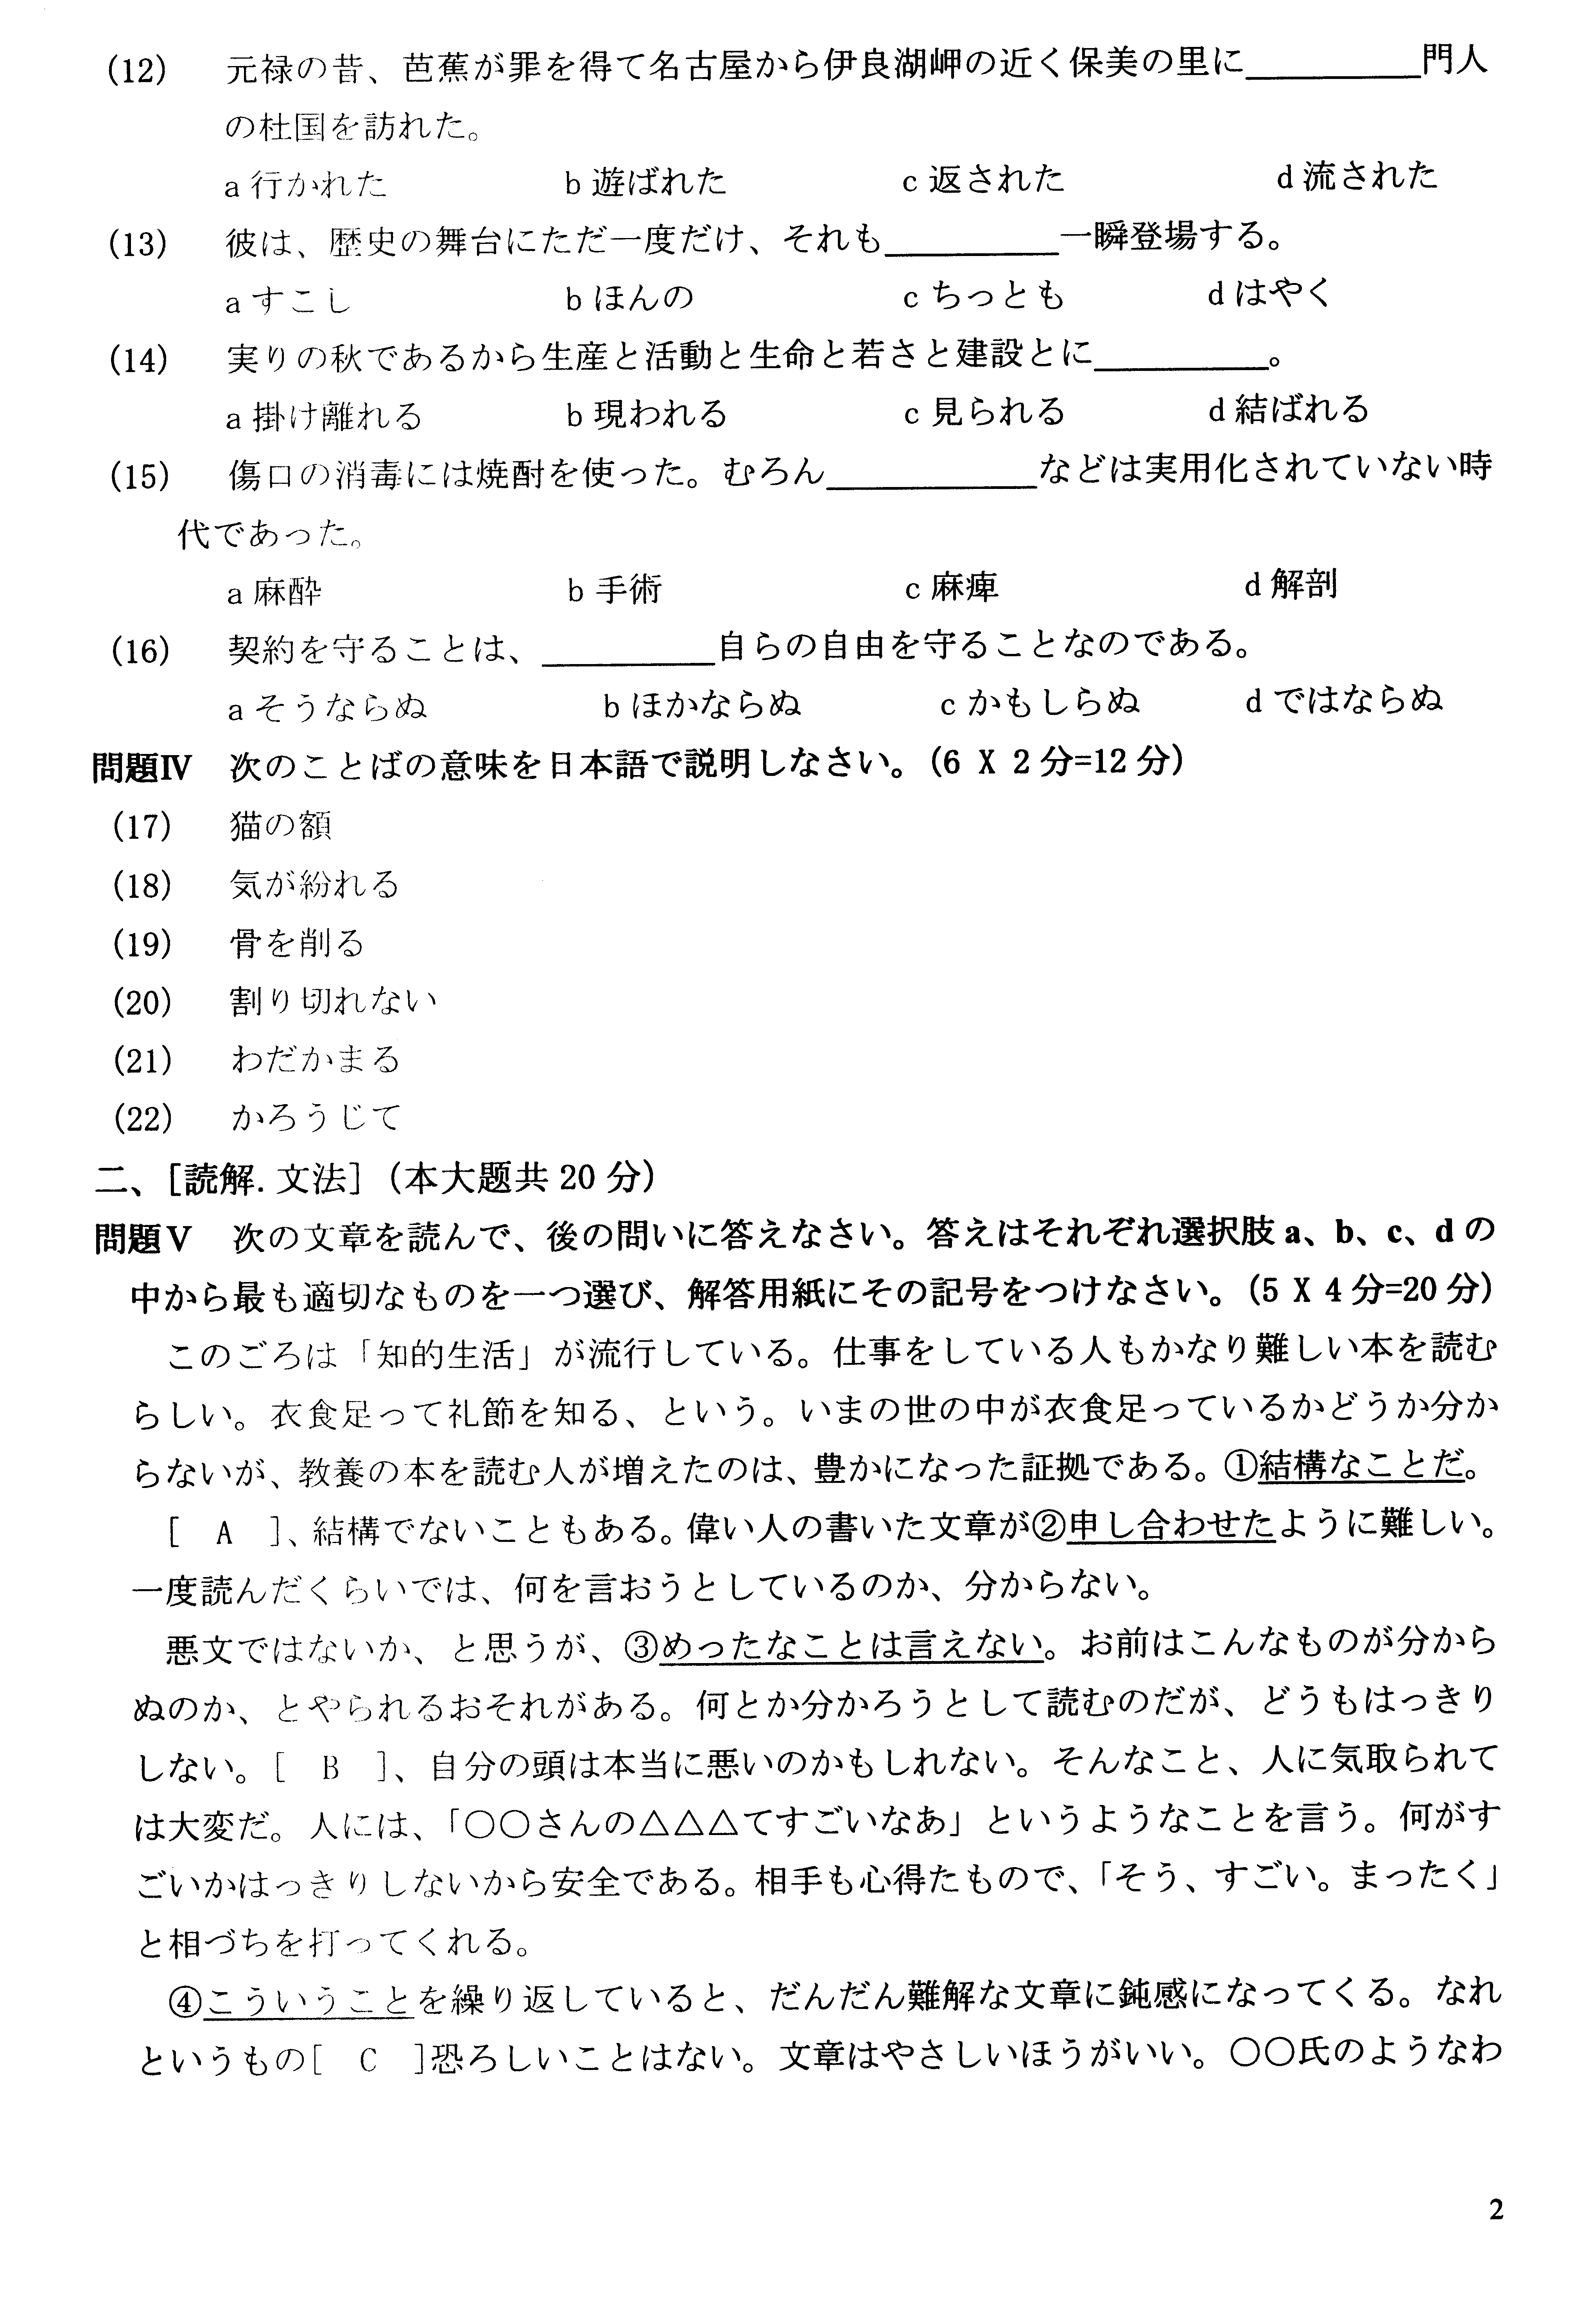 (12) 元禄の昔、芭蕉が罪を得て名古屋から伊良湖岬の近く保美の里に__________門人
の杜国を訪れた。
a 行かれた b 遊ばれた c 返された d 流された
(13) 彼は、歴史の舞台にただ一度だけ、それも__________一瞬登場する。
a すこし b ほんの c ちっとも d はやく
(14) 実りの秋であるから生産と活動と生命と若さと建設とに__________。
a 掛け離れる b 現われる c 見られる d 結ばれる
(15) 傷口の消毒には焼酎を使った。むろん____________などは実用化されていない時
代であった。
a 麻酔 b 手術 c 麻痺 d 解剖
(16) 契約を守ることは、__________自らの自由を守ることなのである。
a そうならぬ b ほかならぬ c かもしらぬ d ではならぬ
問題Ⅳ 次のことばの意味を日本語で説明しなさい。(6 X 2分=12分)
(17) 猫の額
(18) 気が紛れる
(19) 骨を削る
(20) 割り切れない
(21) わだかまる
(22) かろうじて
二、[読解.文法](本大题共 20 分)
問題Ⅴ 次の文章を読んで、後の問いに答えなさい。答えはそれぞれ選択肢 a、b、c、d の
中から最も適切なものを一つ選び、解答用紙にその記号をつけなさい。(5 X 4分=20分)
このごろは「知的生活」が流行している。仕事をしている人もかなり難しい本を読む
らしい。衣食足って礼節を知る、という。いまの世の中が衣食足っているかどうか分か
らないが、教養の本を読む人が増えたのは、豊かになった証拠である。①結構なことだ。
[ A ]、結構でないこともある。偉い人の書いた文章が②申し合わせたように難しい。
一度読んだくらいでは、何を言おうとしているのか、分からない。
悪文ではないか、と思うが、③めったなことは言えない。お前はこんなものが分から
ぬのか、とやられるおそれがある。何とか分かろうとして読むのだが、どうもはっきり
しない。[ B ]、自分の頭は本当に悪いのかもしれない。そんなこと、人に気取られて
は大変だ。人には、「○○さんの△△△てすごいなあ」というようなことを言う。何がす
ごいかはっきりしないから安全である。相手も心得たもので、「そう、すごい。まったく」
と相づちを打ってくれる。
④こういうことを繰り返していると、だんだん難解な文章に鈍感になってくる。なれ
というもの[ C ]恐ろしいことはない。文章はやさしいほうがいい。○○氏のようなわ
2